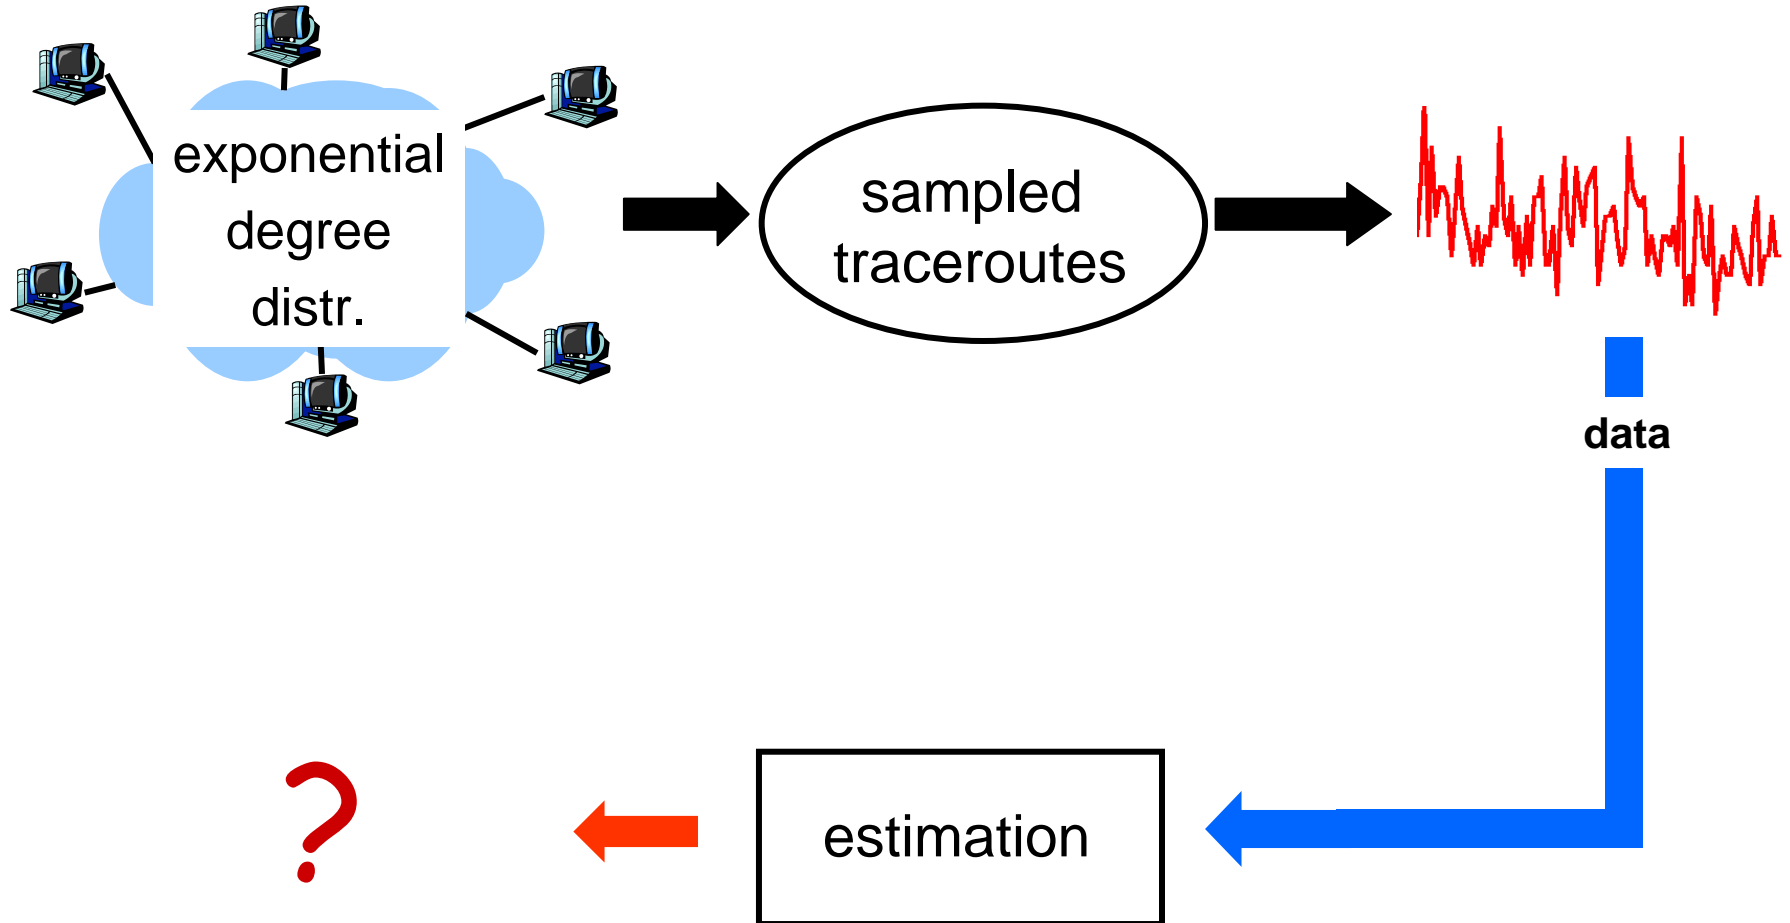 exponential
degree
distr.
sampled
traceroutes
data
estimation
?